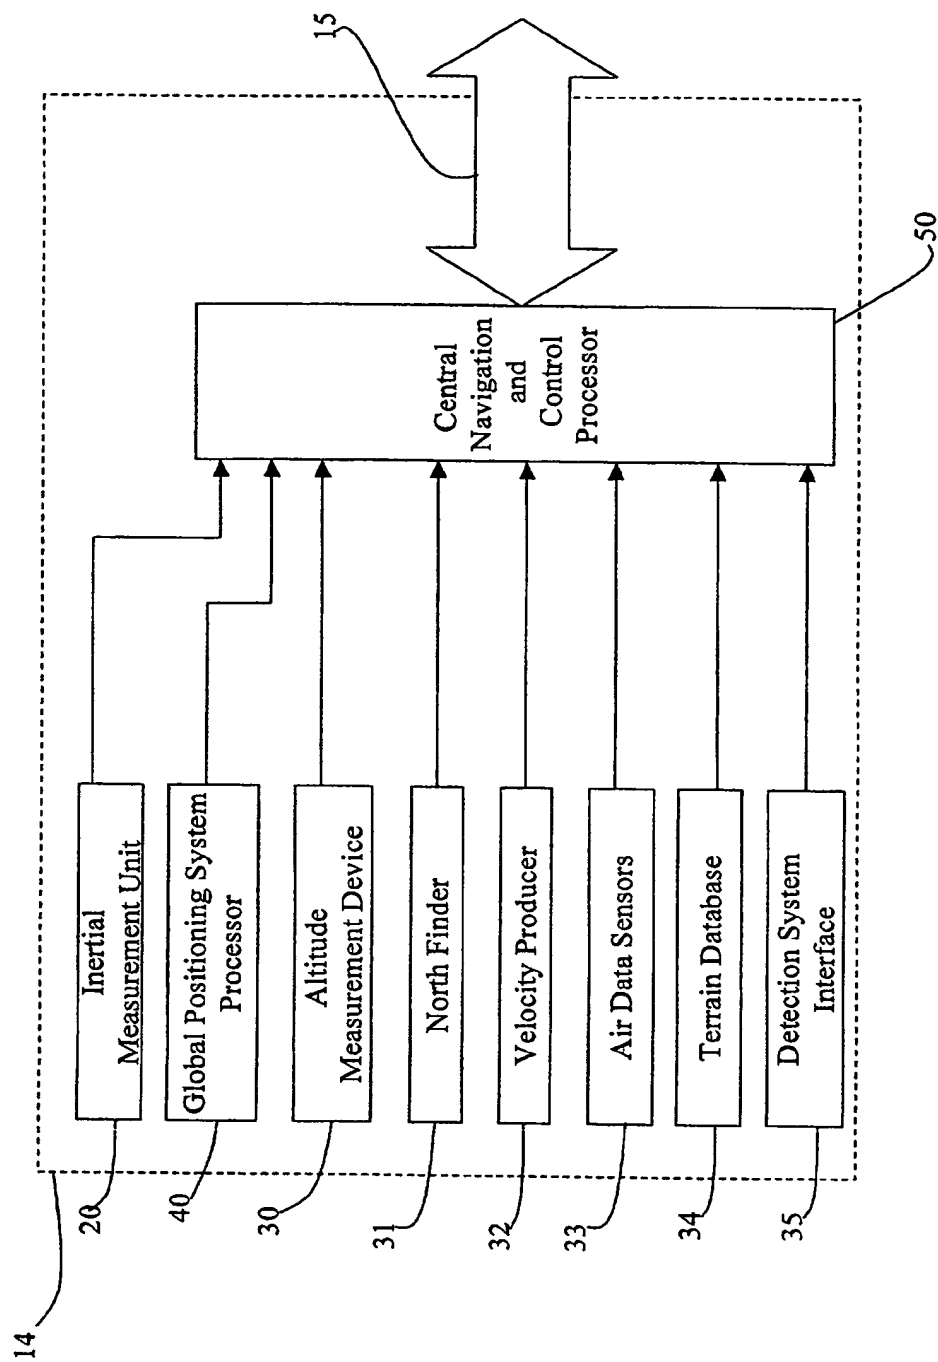 14
15
20
Inertial
Measurement Unit
40
Global Positioning System
Processor
30
Altitude
Measurement Device
31
North Finder
32
Velocity Producer
33
Air Data Sensors
34
Terrain Database
35
Detection System
Interface
Central
Navigation
and
Control
Processor
50